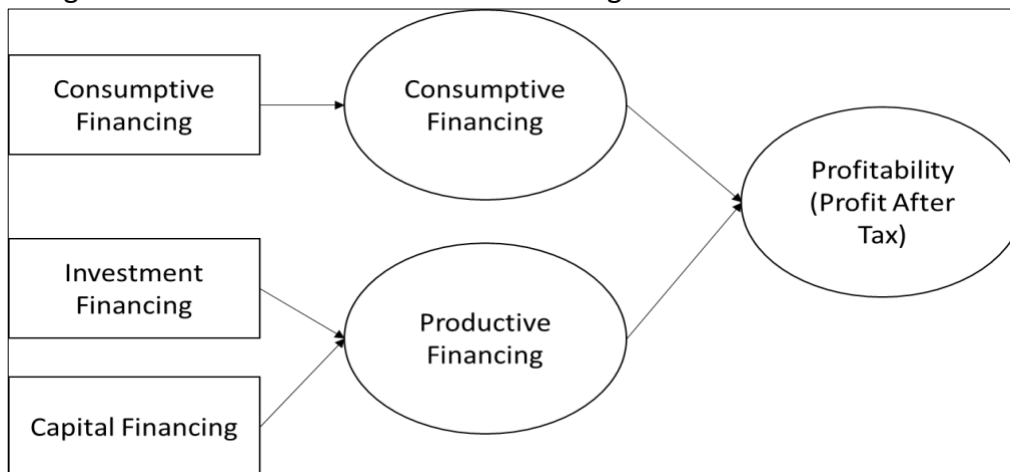 Consumptive
Financing
Consumptive
Financing
Profitability
(Profit After
Tax)
Investment
Financing
Productive
Financing
Capital Financing